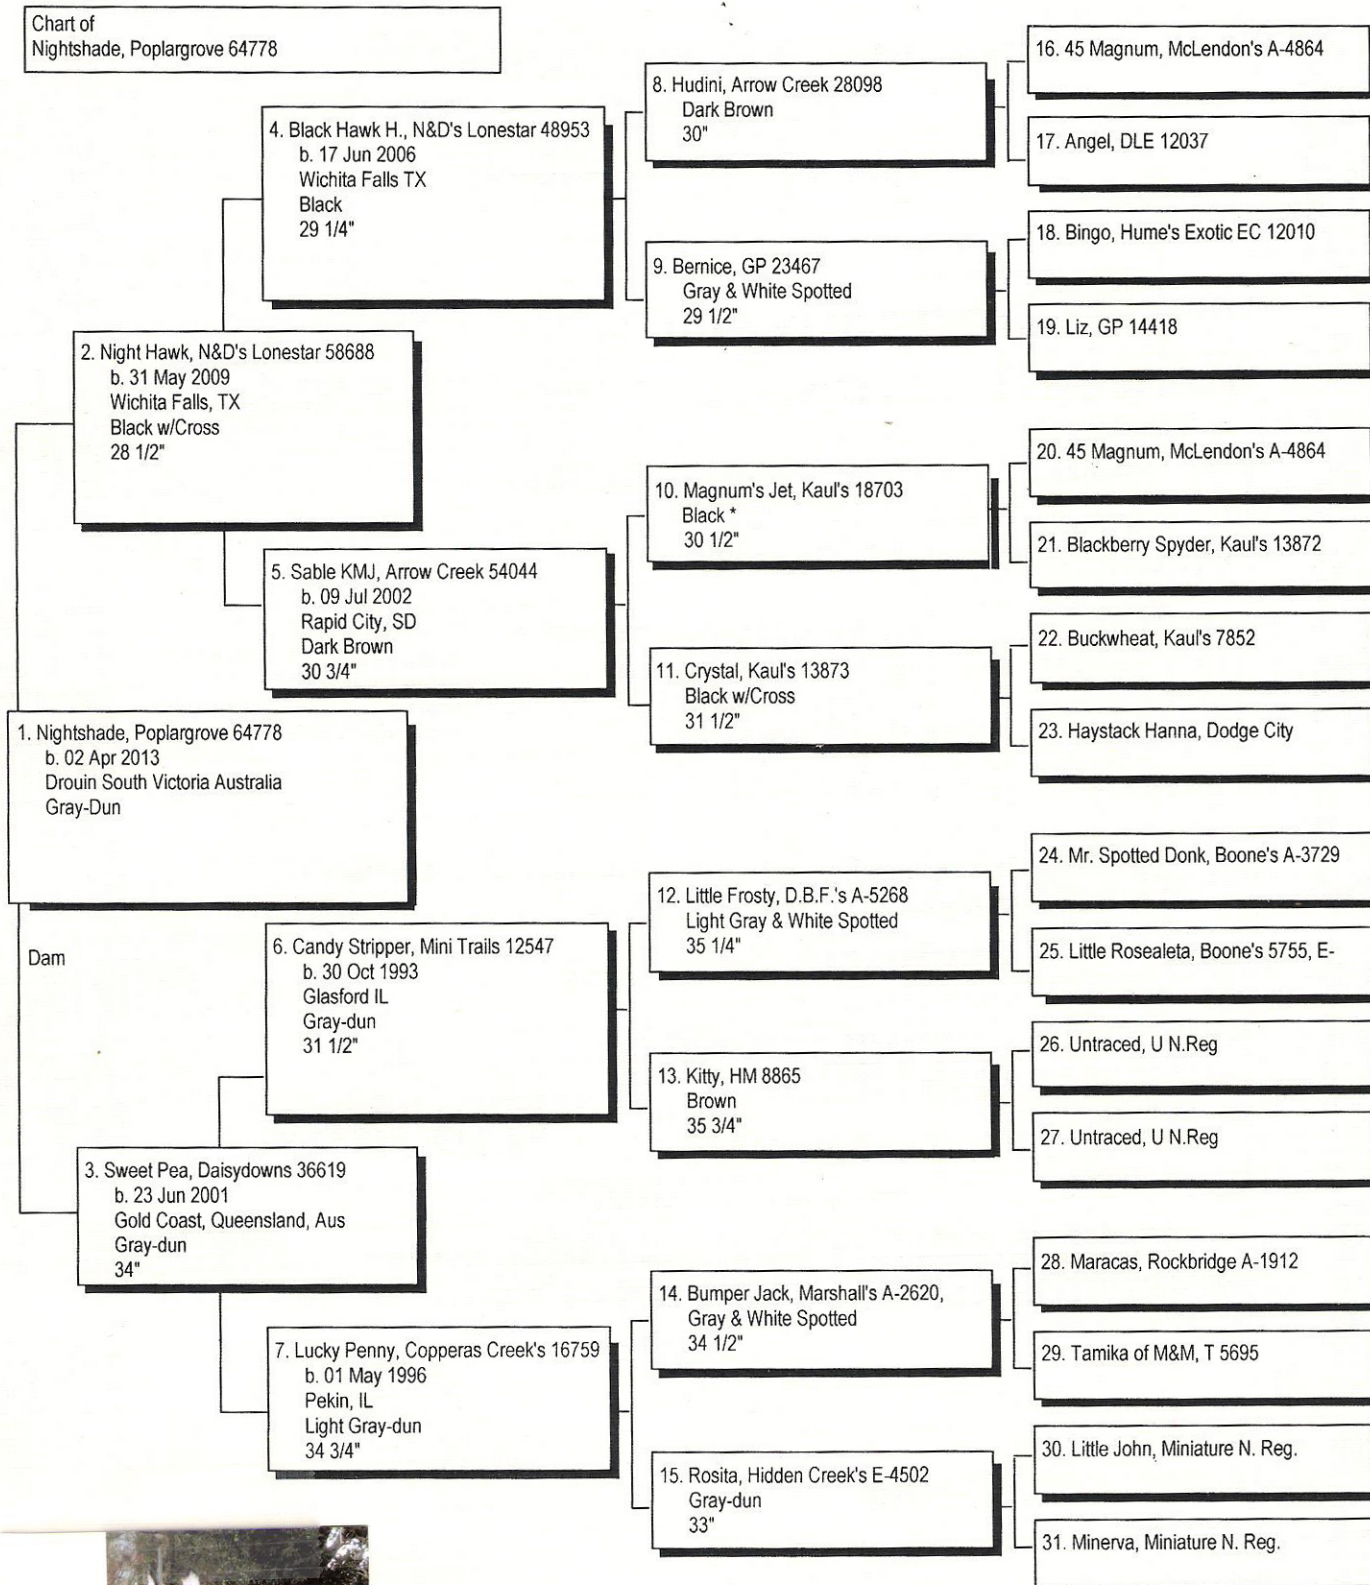 Chart of
Nightshade, Poplargrove 64778
1. Nightshade, Poplargrove 64778
b. 02 Apr 2013
Drouin South Victoria Australia
Gray-Dun
Dam
2. Night Hawk, N&D's Lonestar 58688
b. 31 May 2009
Wichita Falls, TX
Black w/Cross
28 1/2"
3. Sweet Pea, Daisydowns 36619
b. 23 Jun 2001
Gold Coast, Queensland, Aus
Gray-dun
34"
4. Black Hawk H., N&D's Lonestar 48953
b. 17 Jun 2006
Wichita Falls TX
Black
29 1/4"
5. Sable KMJ, Arrow Creek 54044
b. 09 Jul 2002
Rapid City, SD
Dark Brown
30 3/4"
6. Candy Stripper, Mini Trails 12547
b. 30 Oct 1993
Glasford IL
Gray-dun
31 1/2"
7. Lucky Penny, Copperas Creek's 16759
b. 01 May 1996
Pekin, IL
Light Gray-dun
34 3/4"
8. Hudini, Arrow Creek 28098
Dark Brown
30"
9. Bernice, GP 23467
Gray & White Spotted
29 1/2"
10. Magnum's Jet, Kaul's 18703
Black *
30 1/2"
11. Crystal, Kaul's 13873
Black w/Cross
31 1/2"
12. Little Frosty, D.B.F.'s A-5268
Light Gray & White Spotted
35 1/4"
13. Kitty, HM 8865
Brown
35 3/4"
14. Bumper Jack, Marshall's A-2620,
Gray & White Spotted
34 1/2"
15. Rosita, Hidden Creek's E-4502
Gray-dun
33"
16. 45 Magnum, McLendon's A-4864
17. Angel, DLE 12037
18. Bingo, Hume's Exotic EC 12010
19. Liz, GP 14418
20. 45 Magnum, McLendon's A-4864
21. Blackberry Spyder, Kaul's 13872
22. Buckwheat, Kaul's 7852
23. Haystack Hanna, Dodge City
24. Mr. Spotted Donk, Boone's A-3729
25. Little Rosealeta, Boone's 5755, E-
26. Untraced, U N.Reg
27. Untraced, U N.Reg
28. Maracas, Rockbridge A-1912
29. Tamika of M&M, T 5695
30. Little John, Miniature N. Reg.
31. Minerva, Miniature N. Reg.